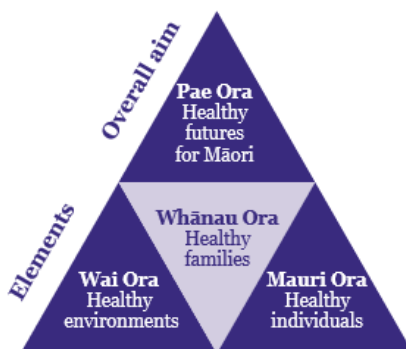 Overall aim
Pae Ora
Healthy
futures
for Māori
Elements
Whānau Ora
Healthy
families
Wai Ora
Healthy
environments
Mauri Ora
Healthy
individuals